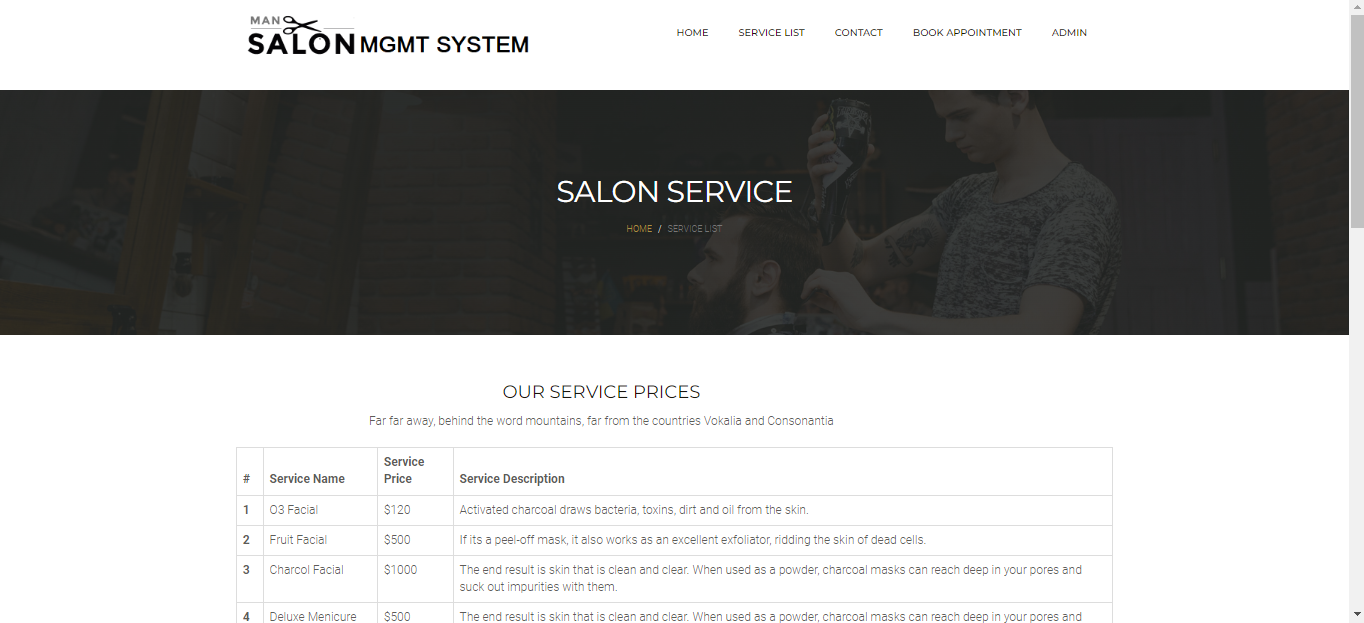 MAN
SALON MGMT SYSTEM
HOME SERVICE LIST CONTACT BOOK APPOINTMENT ADMIN
SALON SERVICE
HOME / SERVICE LIST
OUR SERVICE PRICES
Far far away, behind the word mountains, far from the countries Vokalia and Consonantia
# Service Name Service Price Service Description
1 O3 Facial $120 Activated charcoal draws bacteria, toxins, dirt and oil from the skin.
2 Fruit Facial $500 If its a peel-off mask, it also works as an excellent exfoliator, ridding the skin of dead cells.
3 Charcol Facial $1000 The end result is skin that is clean and clear. When used as a powder, charcoal masks can reach deep in your pores and
suck out impurities with them.
4 Deluxe Menicure $500 The end result is skin that is clean and clear. When used as a powder, charcoal masks can reach deep in your pores and